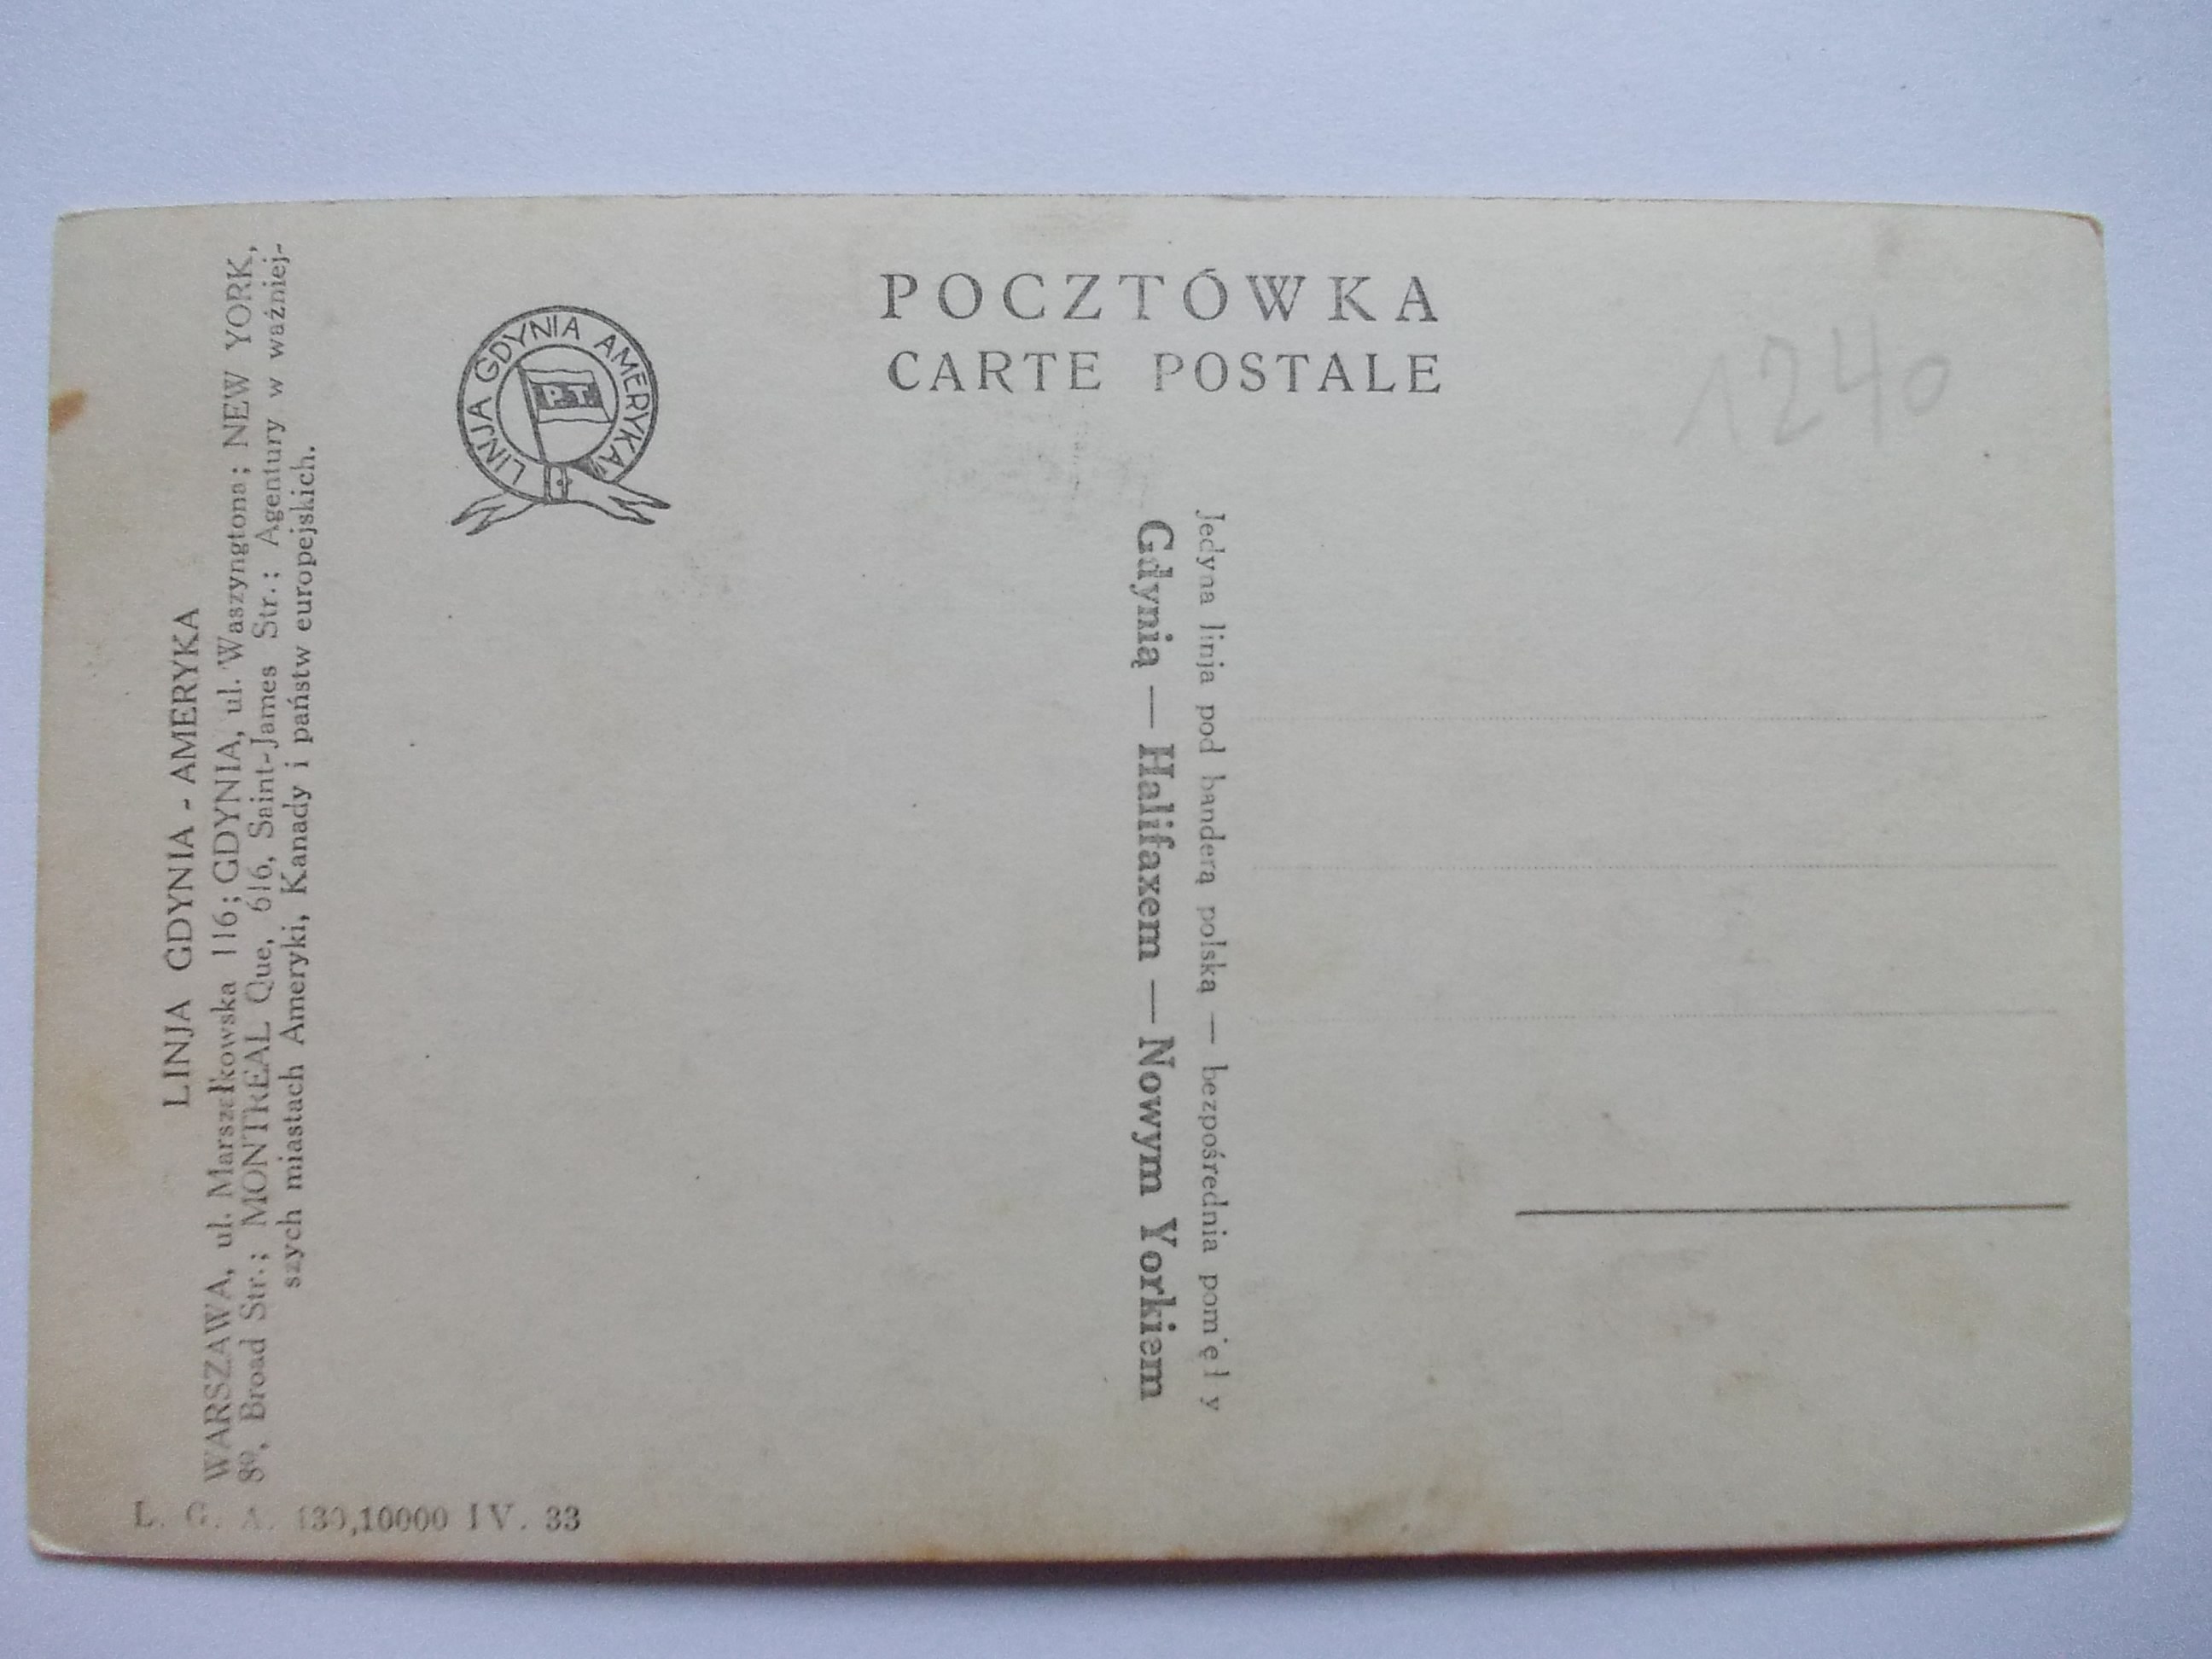 POCZTÓWKA
CARTE POSTALE
1240
LINJA GDYNIA AMERYKA
P.T.
LINJA GDYNIA - AMERYKA
WARSZAWA, ul. Marszałkowska 116; GDYNIA, ul. Waszyngtona; NEW YORK,
Broad Str.; MONTREAL Que, 616, Saint-James Str.: Agentury w ważniej-
szych miastach Ameryki, Kanady i państw europejskich.
Jedyna linja pod banderą polską — bezpośrednia
Gdynią — Halifaxem — Nowym Yorkiem
L. G. A. 130,10000 IV. 33